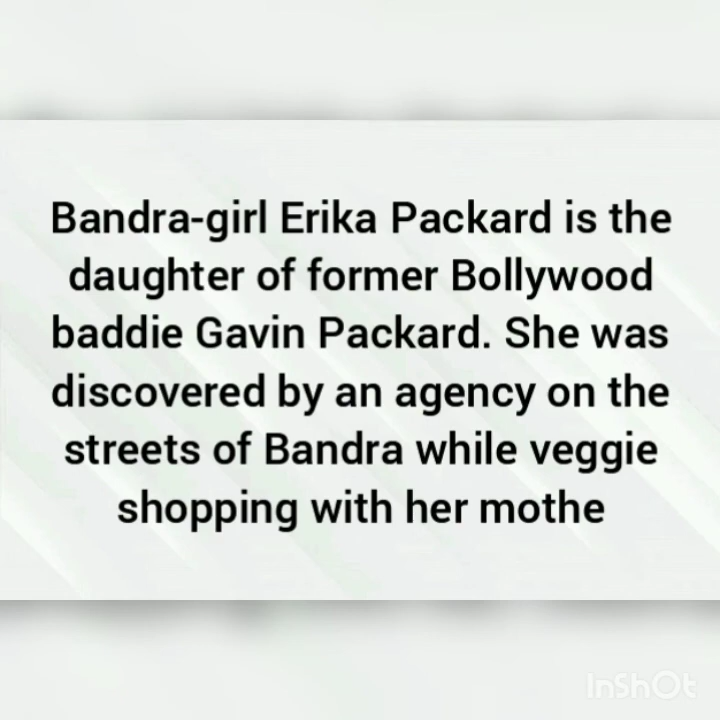 Bandra-girl Erika Packard is the
daughter of former Bollywood
baddie Gavin Packard. She was
discovered by an agency on the
streets of Bandra while veggie
shopping with her mothe
InShOt